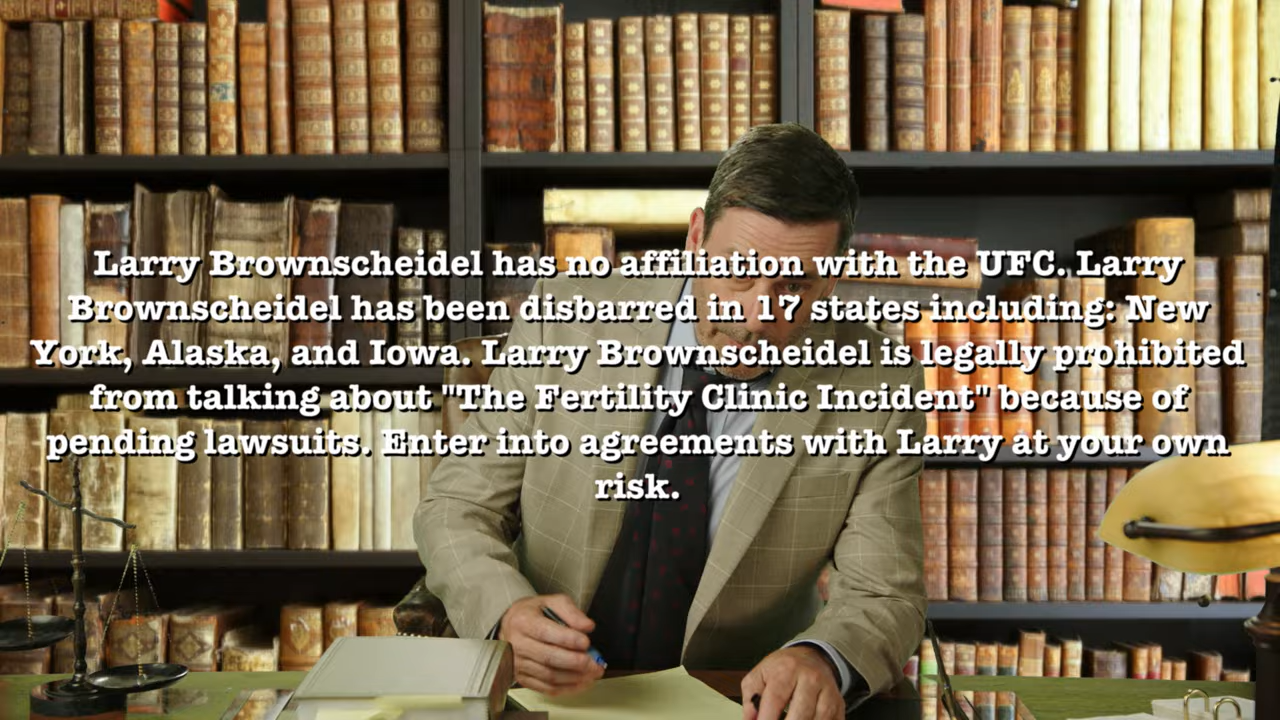 Larry Brownscheidel has no affiliation with the UFC. Larry
Brownscheidel has been disbarred in 17 states including: New
York, Alaska, and Iowa. Larry Brownscheidel is legally prohibited
from talking about "The Fertility Clinic Incident" because of
pending lawsuits. Enter into agreements with Larry at your own
risk.